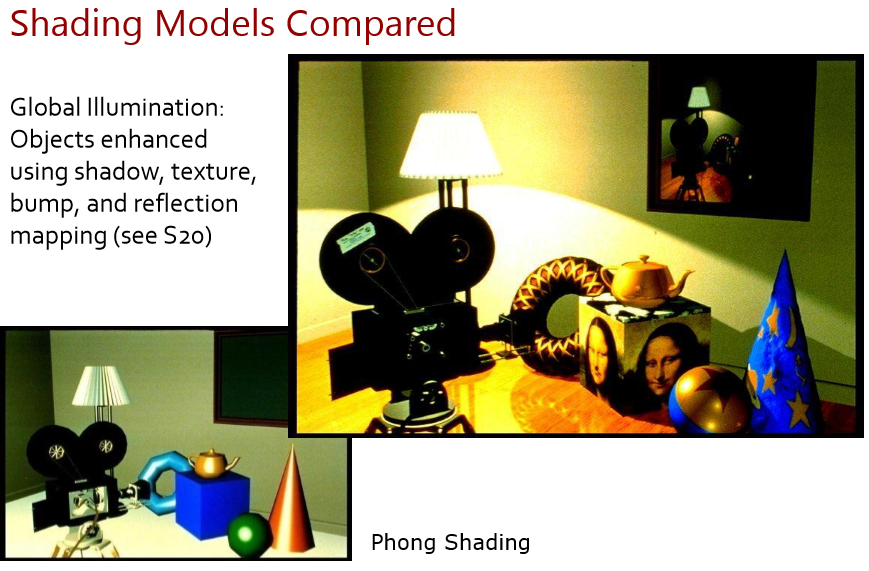 Shading Models Compared
Global Illumination:
Objects enhanced
using shadow, texture,
bump, and reflection
mapping (see S20)
Phong Shading